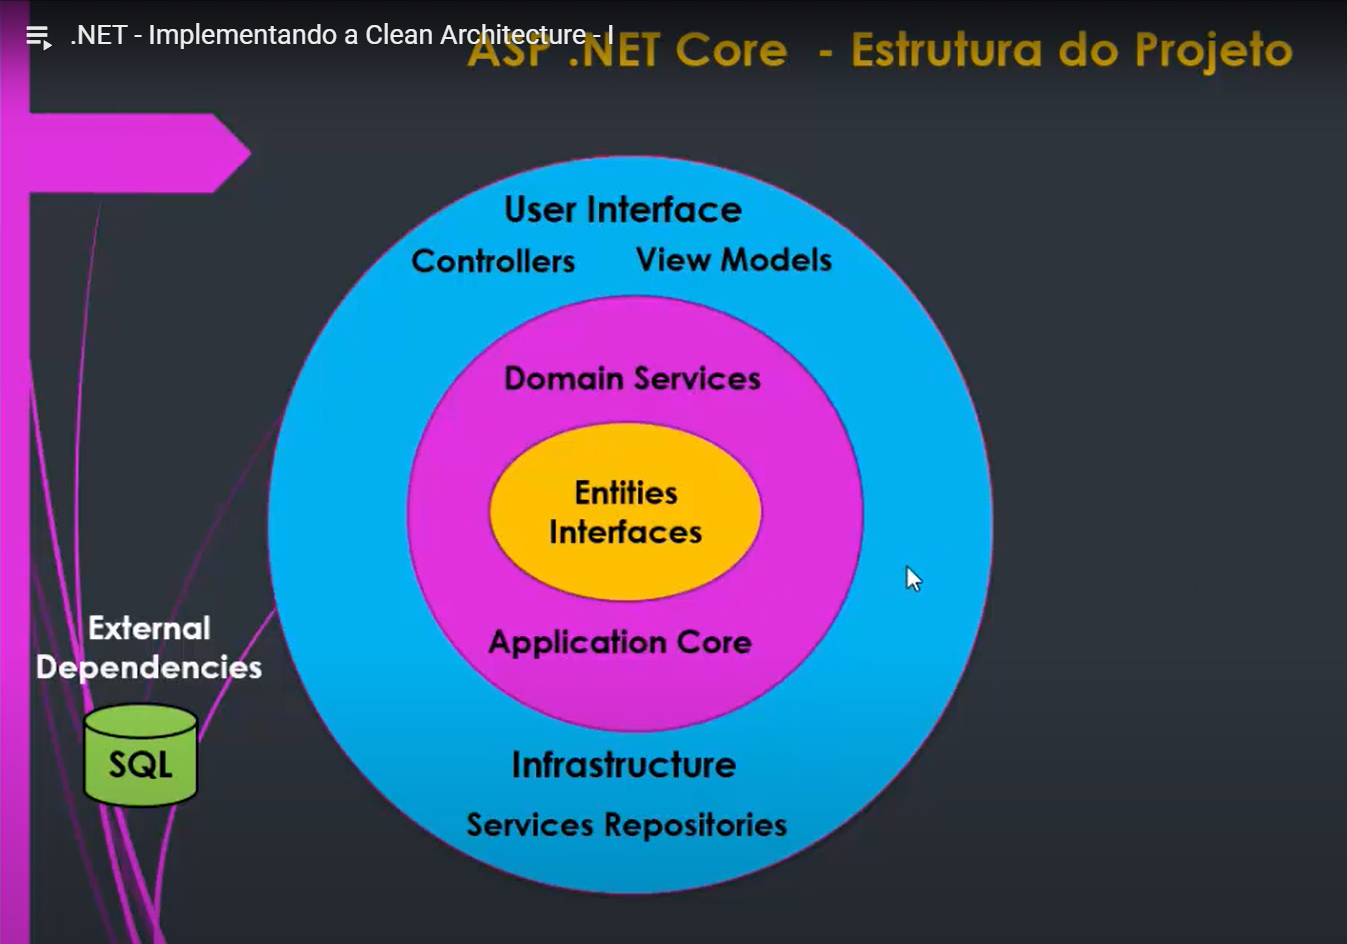 .NET - Implementando a Clean Architecture - I
ASP .NET Core - Estrutura do Projeto
User Interface
Controllers View Models
Domain Services
Entities
Interfaces
Application Core
Infrastructure
Services Repositories
External
Dependencies
SQL